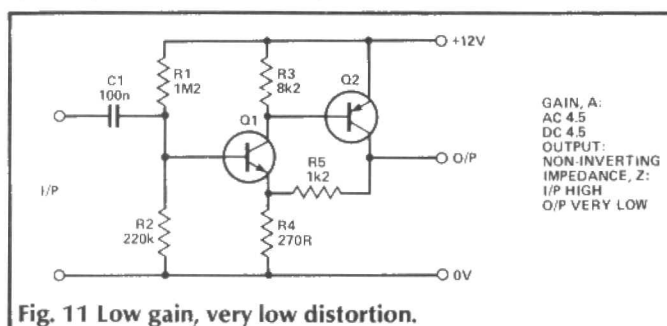 +12V
C1
100n
R1
1M2
R3
8k2
Q2
Q1
R5
1k2
O/P
I/P
R2
220k
R4
270R
0V
GAIN, A:
AC 4.5
DC 4.5
OUTPUT:
NON-INVERTING
IMPEDANCE, Z:
I/P HIGH
O/P VERY LOW
Fig. 11 Low gain, very low distortion.